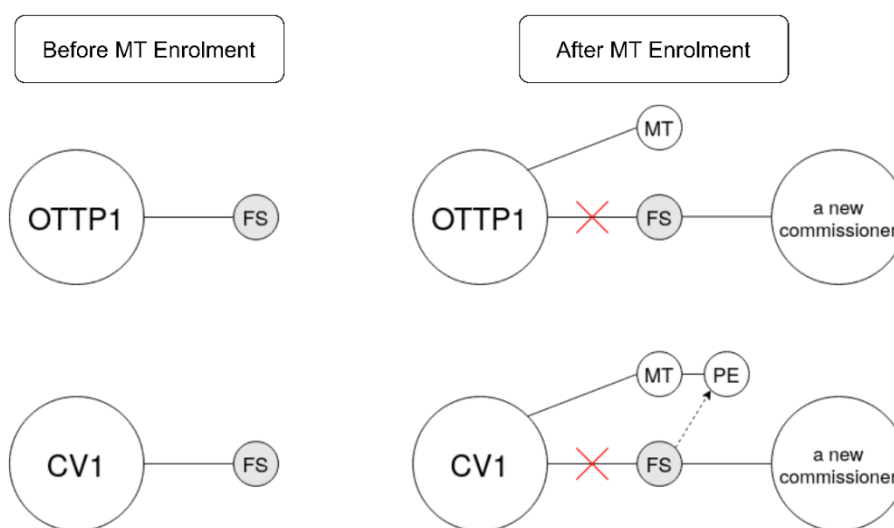 Before MT Enrolment
After MT Enrolment
MT
OTTP1
FS
OTTP1
FS
a new
commissioner
MT
PE
CV1
FS
CV1
FS
a new
commissioner